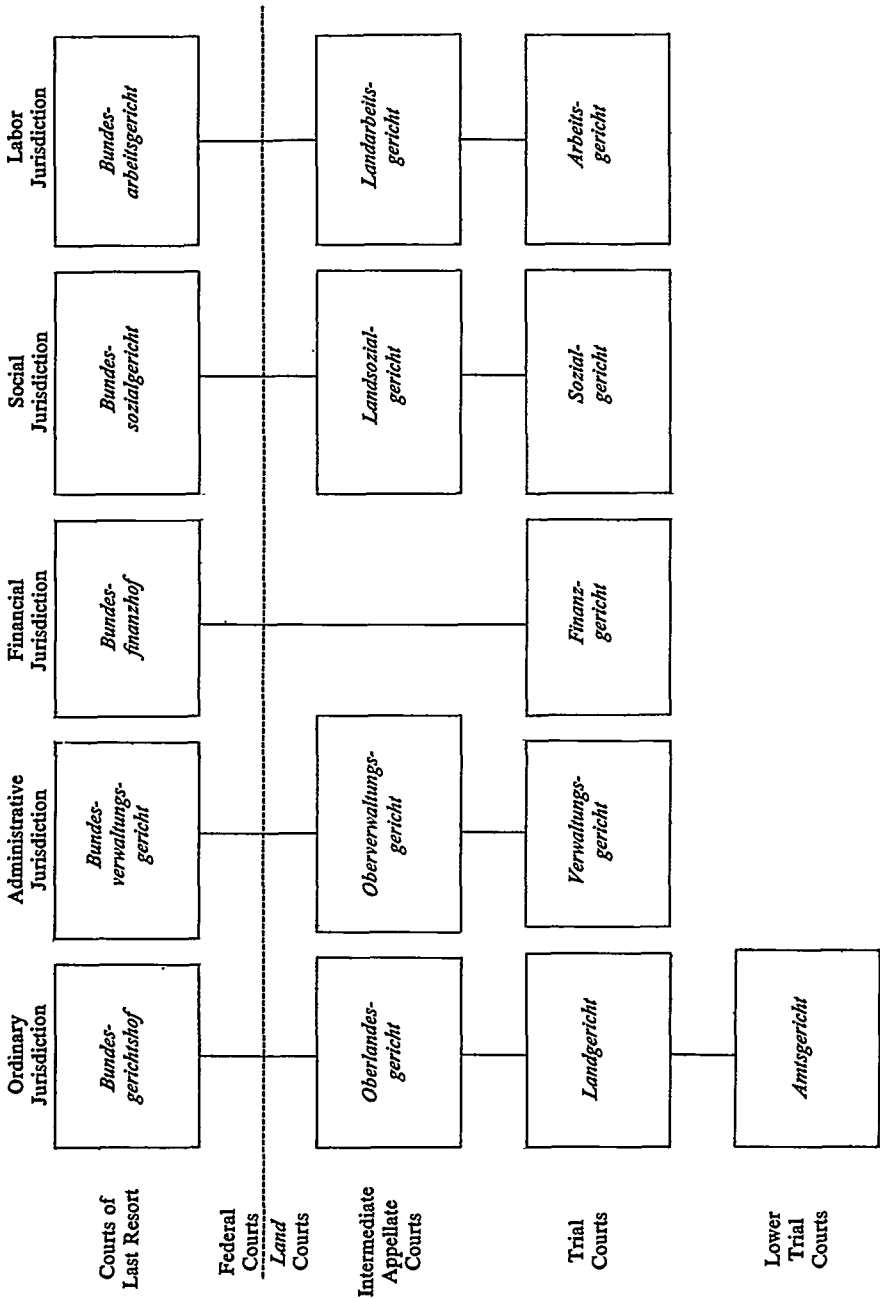 Ordinary
Jurisdiction
Administrative
Jurisdiction
Financial
Jurisdiction
Social
Jurisdiction
Labor
Jurisdiction
Courts of
Last Resort
Bundes-
gerichtshof
Bundes-
verwaltungs-
gericht
Bundes-
finanzhof
Bundes-
sozialgericht
Bundes-
arbeitsgericht
Federal
Courts
Land
Courts
Intermediate
Appellate
Courts
Oberlandes-
gericht
Oberverwaltungs-
gericht
Landsozial-
gericht
Landarbeits-
gericht
Trial
Courts
Landgericht
Verwaltungs-
gericht
Finanz-
gericht
Sozial-
gericht
Arbeits-
gericht
Lower
Trial
Courts
Amtsgericht